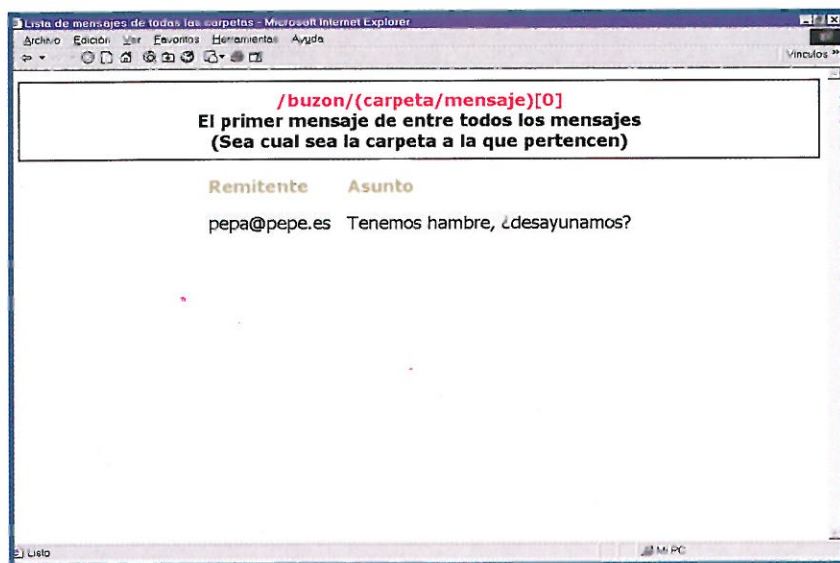 Lista de mensajes de todas las carpetas - Microsoft Internet Explorer
Archivo Edición Ver Favoritos Herramientas Ayuda
Vínculos »
/buzon/(carpeta/mensaje)[0]
El primer mensaje de entre todos los mensajes
(Sea cual sea la carpeta a la que pertencen)
Remitente Asunto
pepa@pepe.es Tenemos hambre, ¿desayunamos?
Listo Mi PC